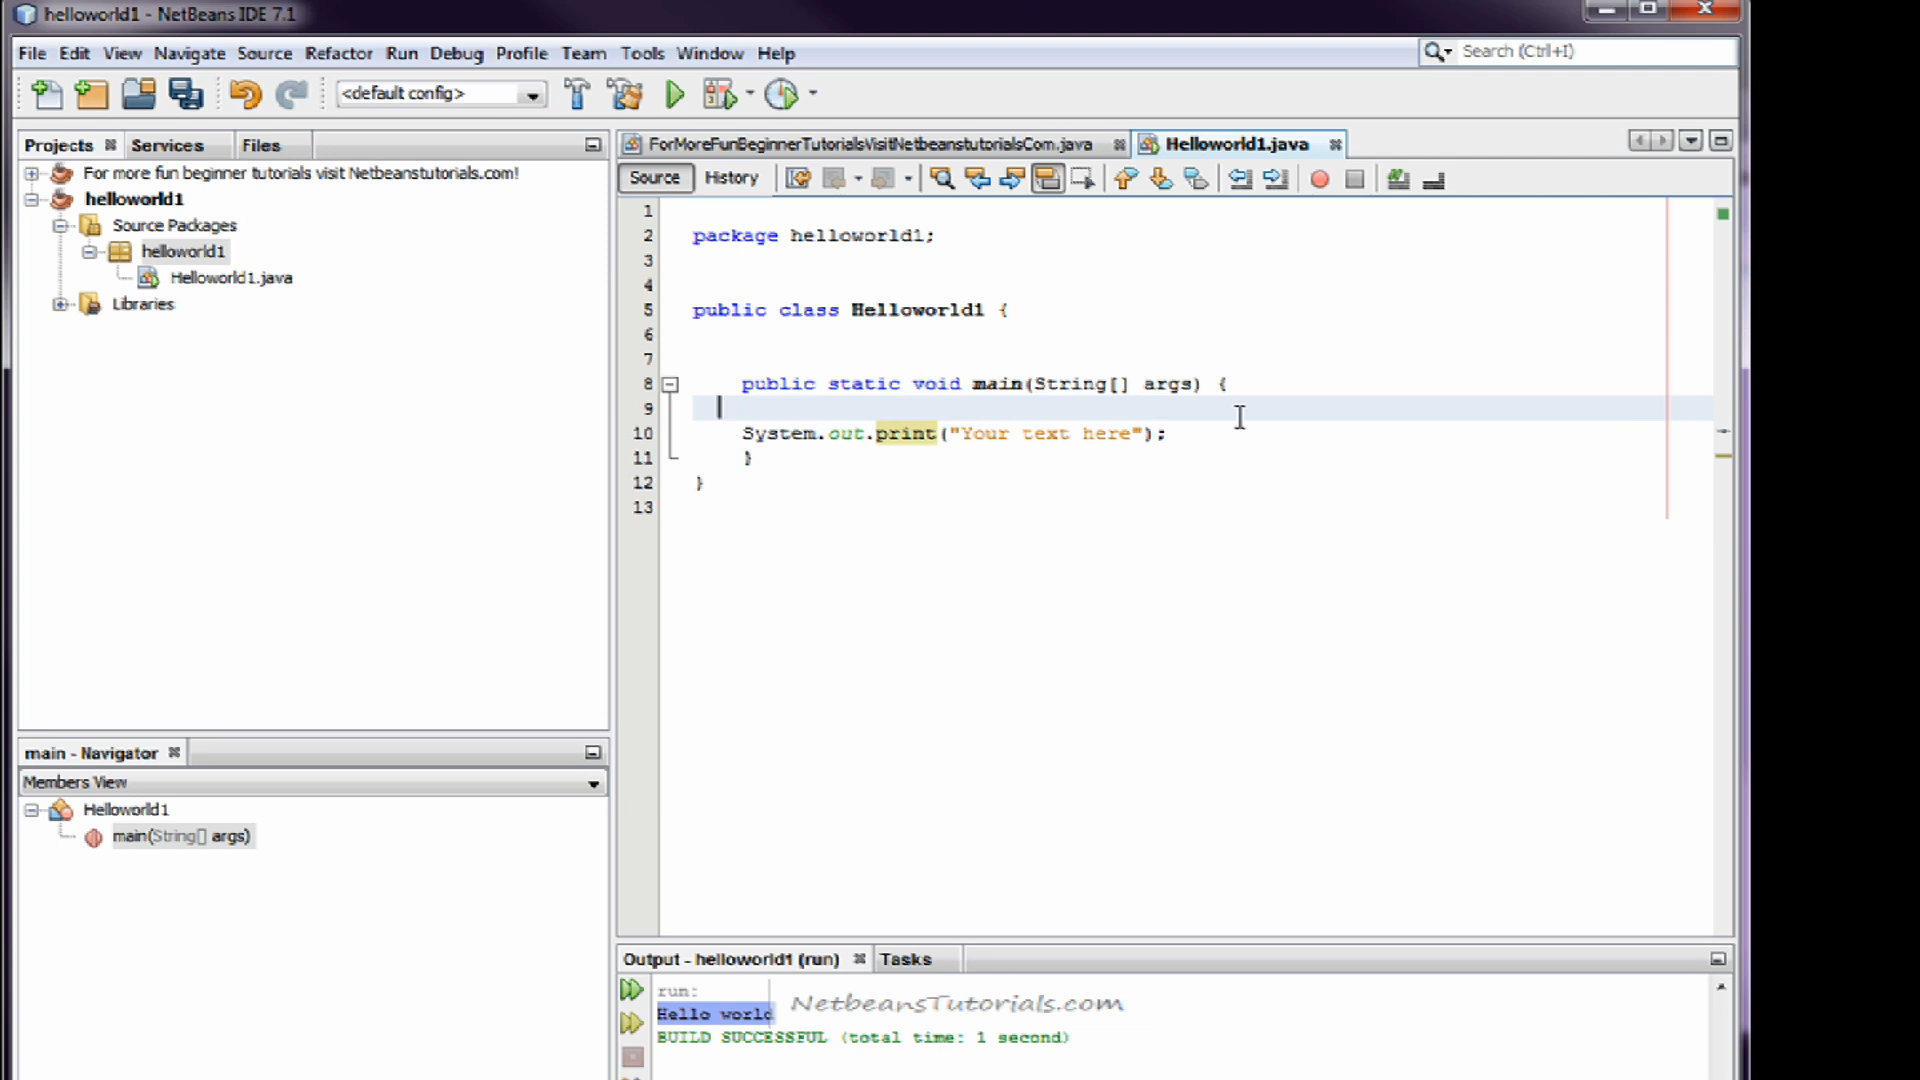 helloworld1 - NetBeans IDE 7.1
File Edit View Navigate Source Refactor Run Debug Profile Team Tools Window Help
Search (Ctrl+I)
<default config>
Projects Services Files
For more fun beginner tutorials visit Netbeanstutorials.com!
helloworld1
Source Packages
helloworld1
Helloworld1.java
Libraries
ForMoreFunBeginnerTutorialsVisitNetbeanstutorialsCom.java Helloworld1.java
Source History
1
2 package helloworld1;
3
4
5 public class Helloworld1 {
6
7
8 public static void main(String[] args) {
9
10 System.out.print("Your text here");
11 }
12 }
13
main - Navigator
Members View
Helloworld1
main(String[] args)
Output - helloworld1 (run) Tasks
run:
Hello world
NetbeansTutorials.com
BUILD SUCCESSFUL (total time: 1 second)